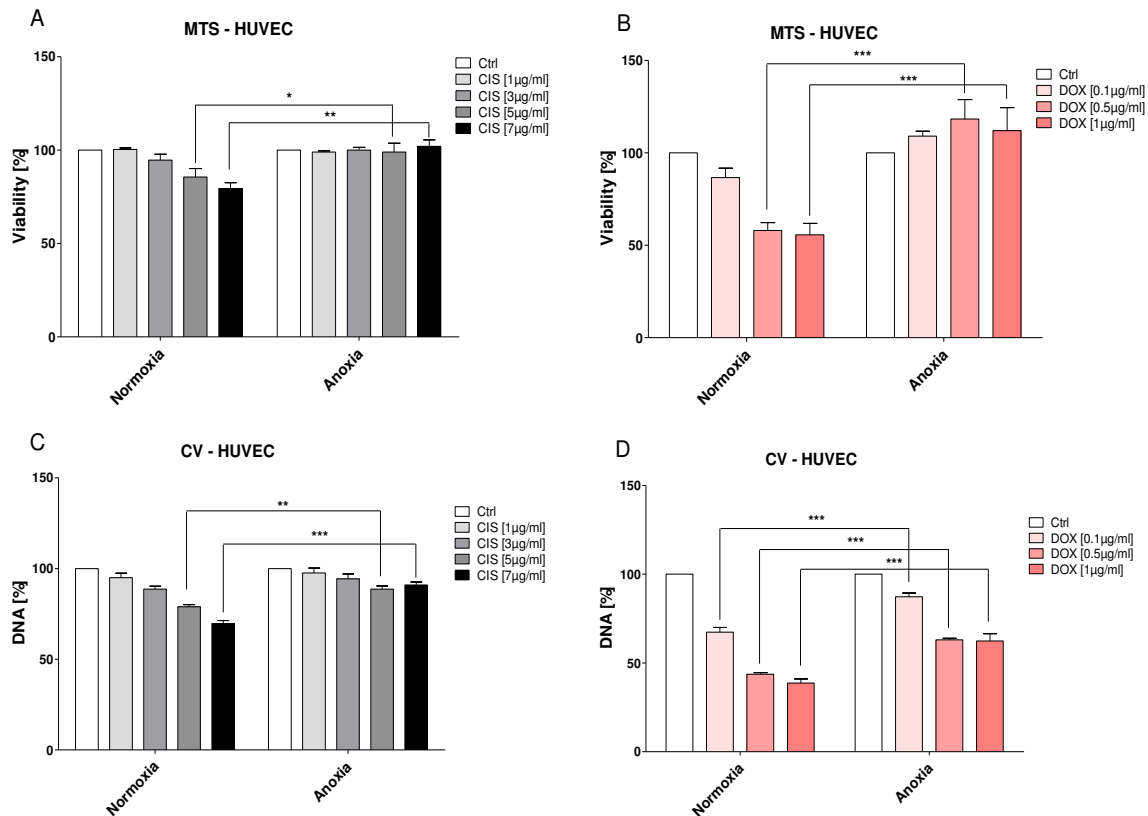 A
MTS - HUVEC
Ctrl
CIS [1µg/ml]
CIS [3µg/ml]
CIS [5µg/ml]
CIS [7µg/ml]
*
**
150
100
50
0
Viability [%]
Normoxia
Anoxia
B
MTS - HUVEC
Ctrl
DOX [0.1µg/ml]
DOX [0.5µg/ml]
DOX [1µg/ml]
***
***
150
100
50
0
Viability [%]
Normoxia
Anoxia
C
CV - HUVEC
Ctrl
CIS [1µg/ml]
CIS [3µg/ml]
CIS [5µg/ml]
CIS [7µg/ml]
**
***
150
100
50
0
DNA [%]
Normoxia
Anoxia
D
CV - HUVEC
Ctrl
DOX [0.1µg/ml]
DOX [0.5µg/ml]
DOX [1µg/ml]
***
***
***
150
100
50
0
DNA [%]
Normoxia
Anoxia